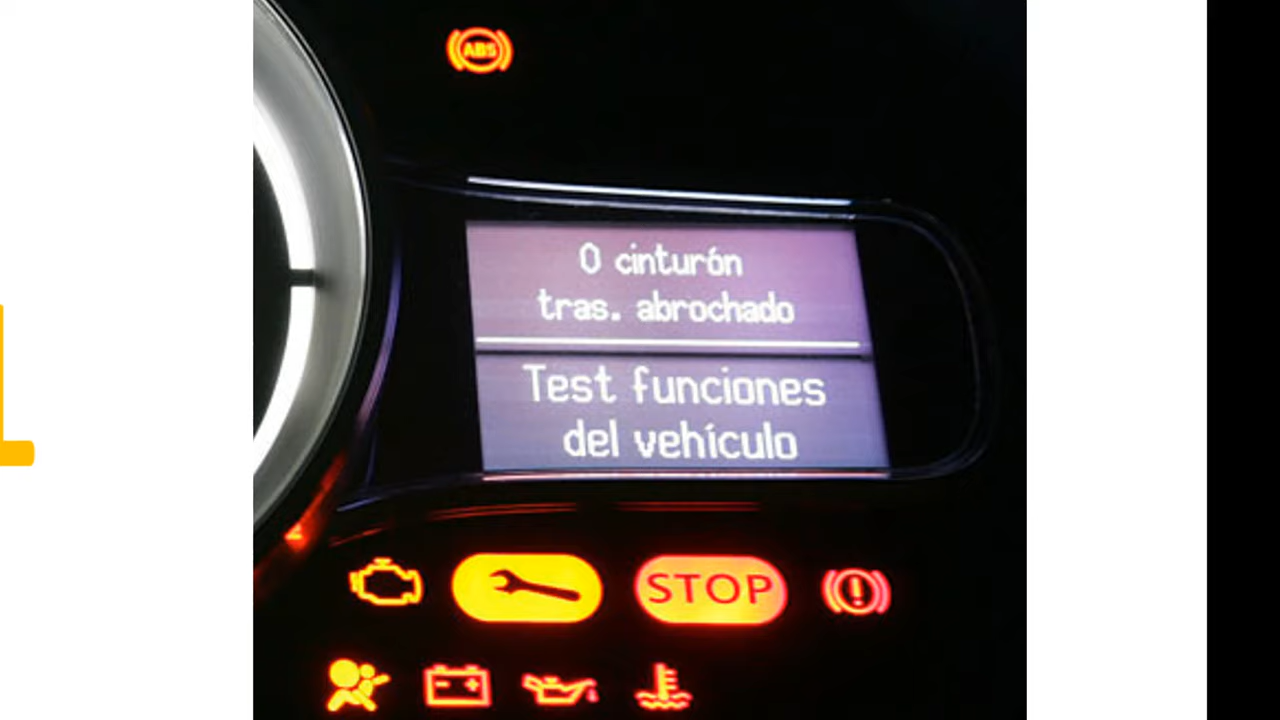 ABS
0 cinturón
tras. abrochado
Test funciones
del vehículo
STOP